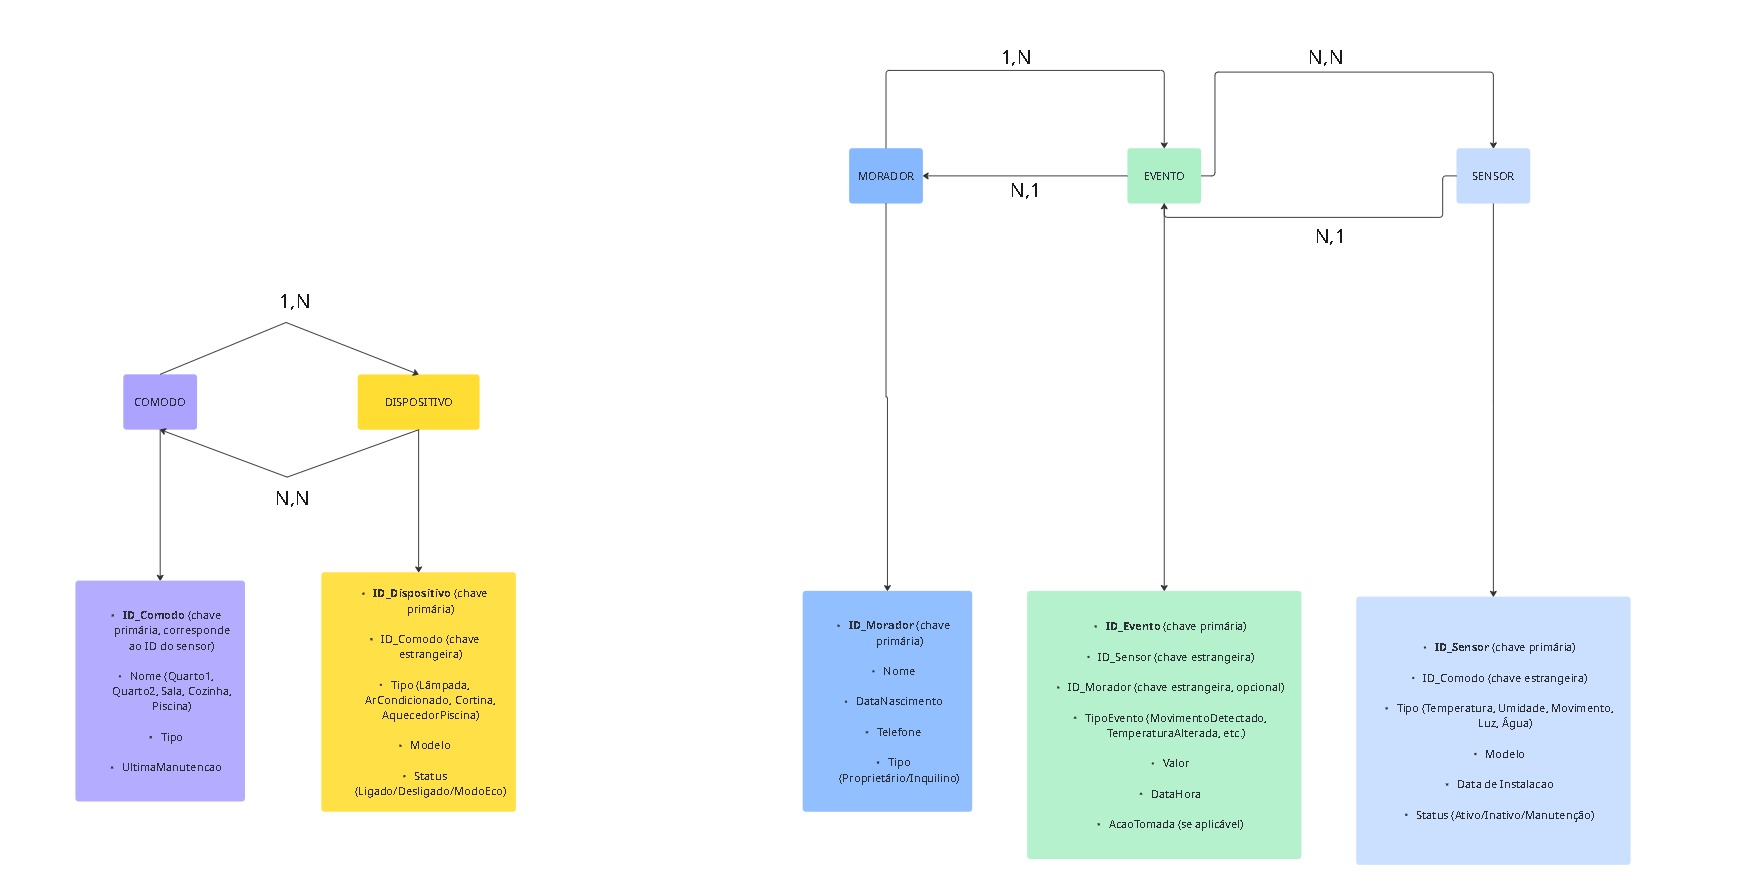 1,N
N,N
MORADOR
EVENTO
SENSOR
N,1
N,1
1,N
COMODO
DISPOSITIVO
N,N
• ID_Comodo (chave
primária, corresponde
ao ID do sensor)
• Nome (Quarto1,
Quarto2, Sala, Cozinha,
Piscina)
• Tipo
• UltimaManutencao
• ID_Dispositivo (chave
primária)
• ID_Comodo (chave
estrangeira)
• Tipo (Lâmpada,
ArCondicionado, Cortina,
AquecedorPiscina)
• Modelo
• Status
(Ligado/Desligado/ModoEco)
• ID_Morador (chave
primária)
• Nome
• DataNascimento
• Telefone
• Tipo
(Proprietário/Inquilino)
• ID_Evento (chave primária)
• ID_Sensor (chave estrangeira)
• ID_Morador (chave estrangeira, opcional)
• TipoEvento (MovimentoDetectado,
TemperaturaAlterada, etc.)
• Valor
• DataHora
• AcaoTomada (se aplicável)
• ID_Sensor (chave primária)
• ID_Comodo (chave estrangeira)
• Tipo (Temperatura, Umidade, Movimento,
Luz, Água)
• Modelo
• Data de Instalacao
• Status (Ativo/Inativo/Manutenção)